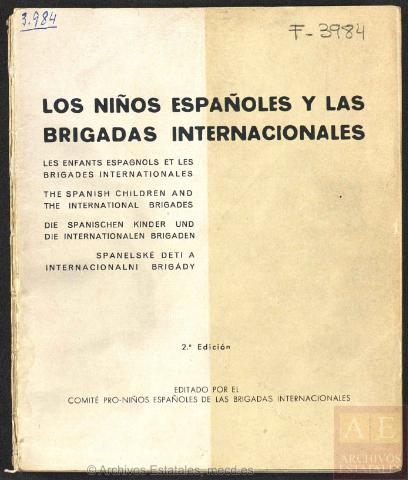 3.984
F-3984
LOS NIÑOS ESPAÑOLES Y LAS
BRIGADAS INTERNACIONALES
LES ENFANTS ESPAGNOLS ET LES
BRIGADES INTERNATIONALES
THE SPANISH CHILDREN AND
THE INTERNATIONAL BRIGADES
DIE SPANISCHEN KINDER UND
DIE INTERNATIONALEN BRIGADEN
SPANELSKÉ DETI A
INTERNACIONALNI BRIGÁDY
2.ª Edición
EDITADO POR EL
COMITÉ PRO-NIÑOS ESPAÑOLES DE LAS BRIGADAS INTERNACIONALES
AE
ARCHIVOS
ESTATALES
© Archivos Estatales, mecd.es